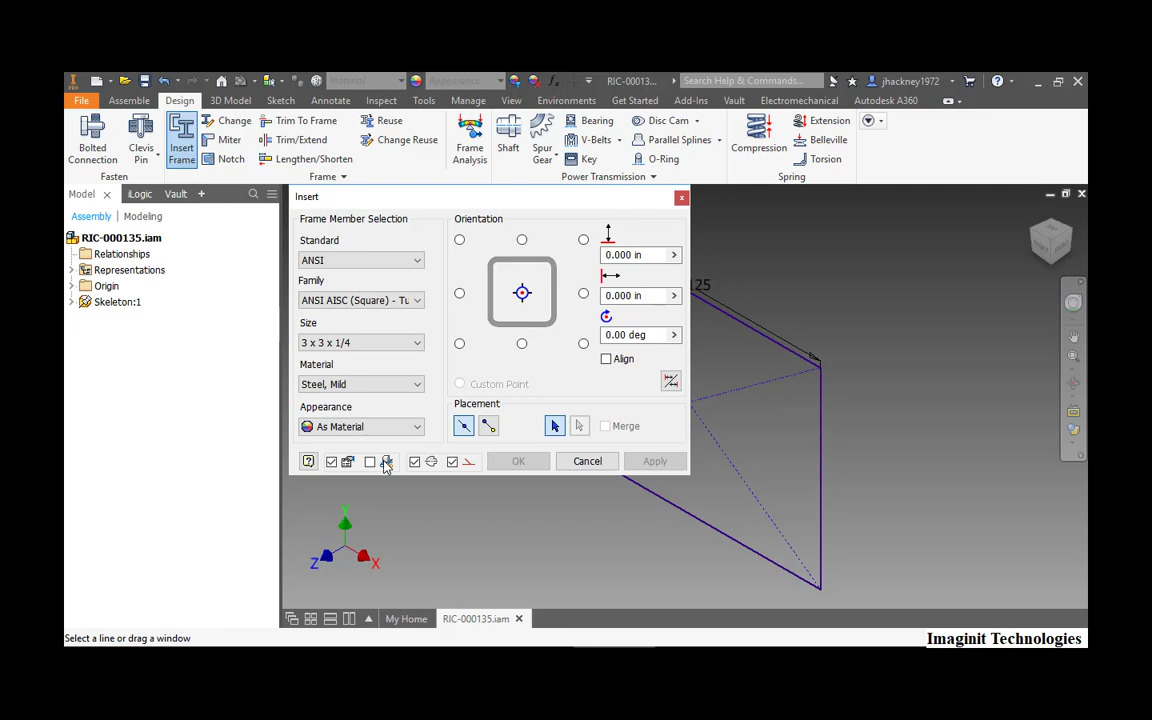 PRO
Material
Appearance
RIC-00013...
Search Help & Commands...
jhackney1972
File
Assemble
Design
3D Model
Sketch
Annotate
Inspect
Tools
Manage
View
Environments
Get Started
Add-Ins
Vault
Electromechanical
Autodesk A360
Bolted Connection
Clevis Pin
Insert Frame
Change
Miter
Notch
Trim To Frame
Trim/Extend
Lengthen/Shorten
Reuse
Change Reuse
Frame Analysis
Shaft
Spur Gear
Bearing
V-Belts
Key
Disc Cam
Parallel Splines
O-Ring
Compression
Extension
Belleville
Torsion
Fasten
Frame
Power Transmission
Spring
Model
iLogic
Vault
Assembly
Modeling
RIC-000135.iam
Relationships
Representations
Origin
Skeleton:1
Insert
Frame Member Selection
Standard
ANSI
Family
ANSI AISC (Square) - Tu
Size
3 x 3 x 1/4
Material
Steel, Mild
Appearance
As Material
Orientation
0.000 in
0.000 in
0.00 deg
Align
Custom Point
Placement
Merge
OK
Cancel
Apply
125
Y
Z
X
My Home
RIC-000135.iam
Select a line or drag a window
Imaginit Technologies